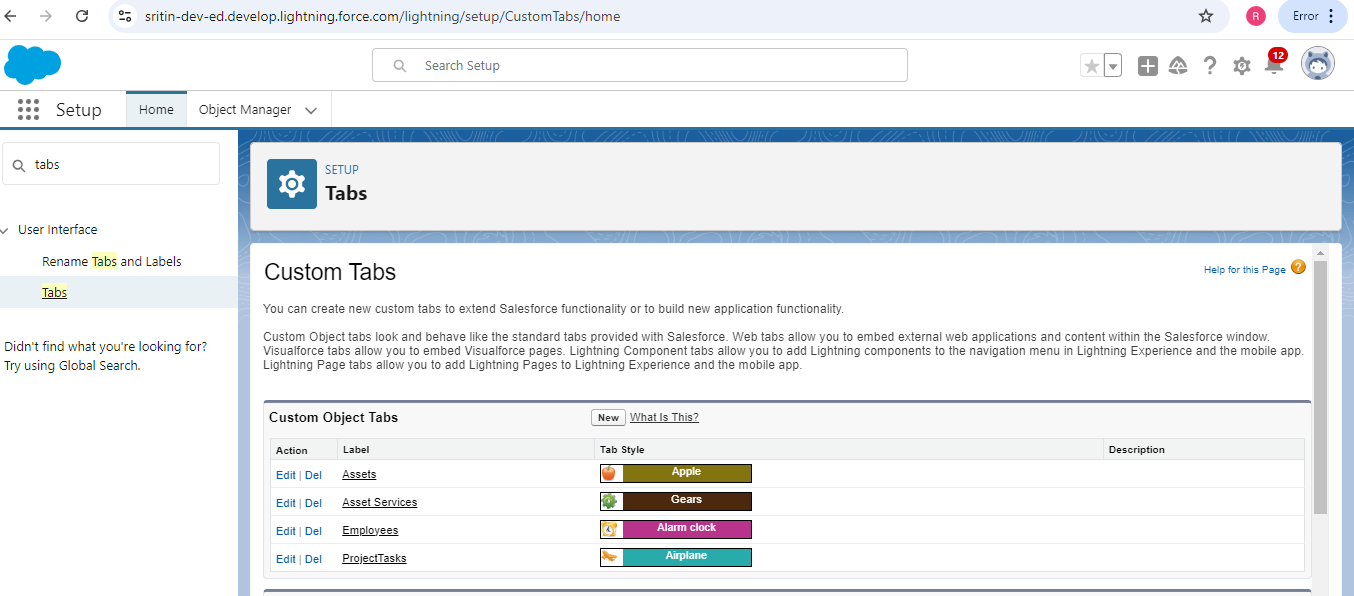 sritin-dev-ed.develop.lightning.force.com/lightning/setup/CustomTabs/home
R
Error
Search Setup
12
Setup
Home
Object Manager
tabs
User Interface
Rename Tabs and Labels
Tabs
Didn't find what you're looking for?
Try using Global Search.
SETUP
Tabs
Custom Tabs
Help for this Page ?
You can create new custom tabs to extend Salesforce functionality or to build new application functionality.
Custom Object tabs look and behave like the standard tabs provided with Salesforce. Web tabs allow you to embed external web applications and content within the Salesforce window.
Visualforce tabs allow you to embed Visualforce pages. Lightning Component tabs allow you to add Lightning components to the navigation menu in Lightning Experience and the mobile app.
Lightning Page tabs allow you to add Lightning Pages to Lightning Experience and the mobile app.
Custom Object Tabs New What Is This?
Action Label Tab Style Description
Edit | Del Assets Apple
Edit | Del Asset Services Gears
Edit | Del Employees Alarm clock
Edit | Del ProjectTasks Airplane